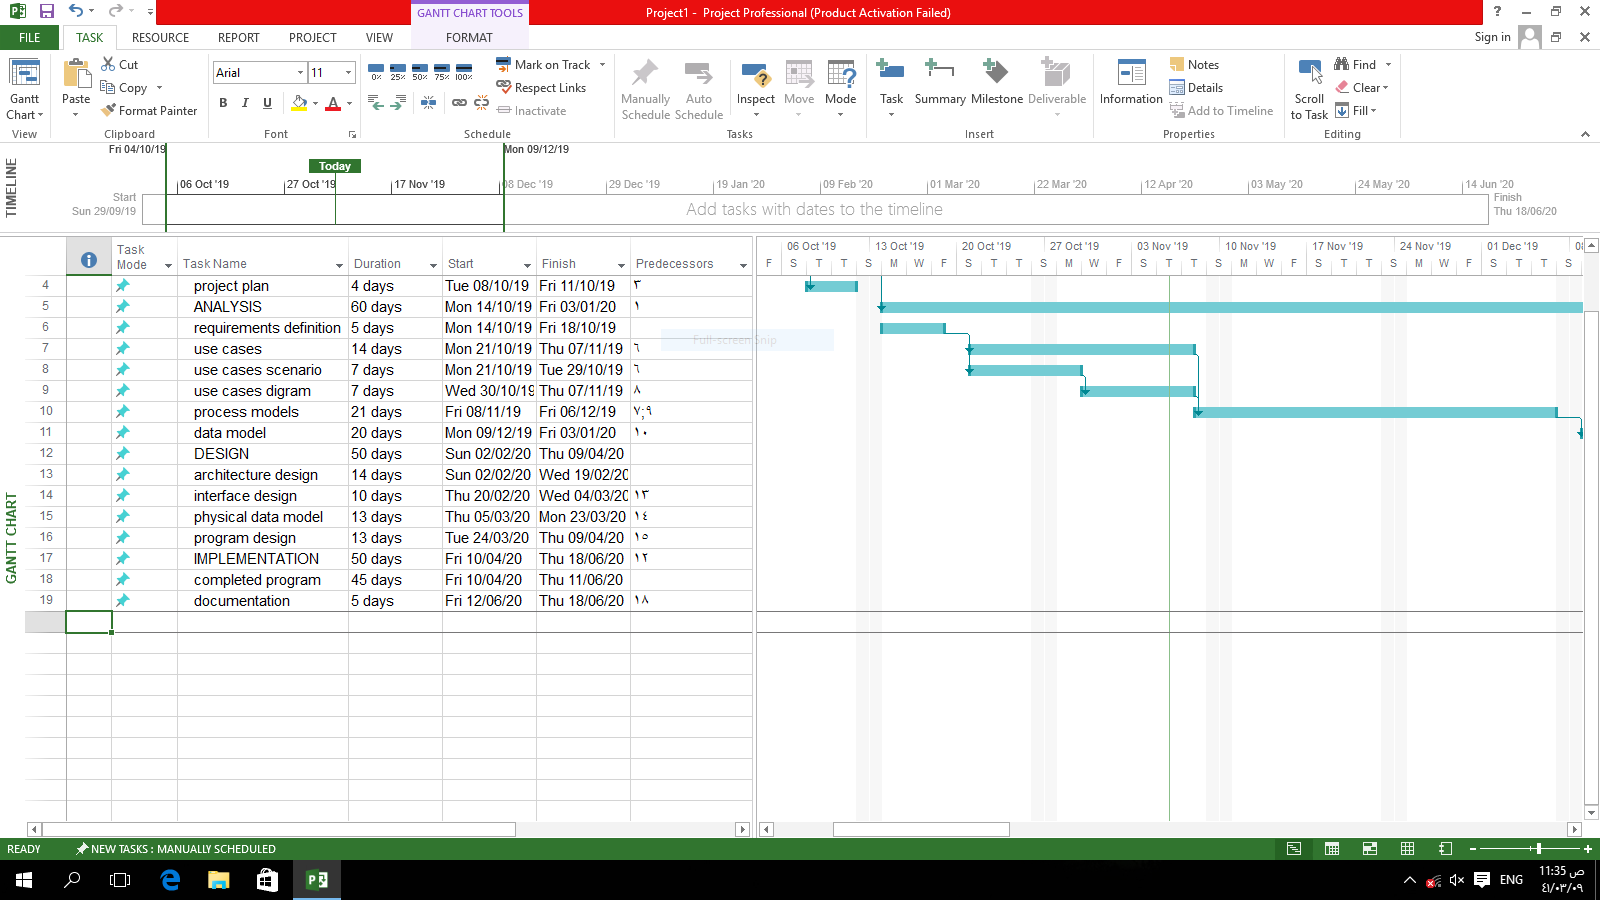 GANTT CHART TOOLS
Project1 - Project Professional (Product Activation Failed)
?
FILE TASK RESOURCE REPORT PROJECT VIEW FORMAT
Sign in
Gantt Chart
View
Paste
Cut
Copy
Format Painter
Clipboard
Arial 11
B I U A
Font
0% 25% 50% 75% 100%
Mark on Track
Respect Links
Inactivate
Schedule
Manually Schedule
Auto Schedule
Inspect
Move
Mode
Tasks
Task
Summary
Milestone
Deliverable
Insert
Information
Notes
Details
Add to Timeline
Properties
Scroll to Task
Find
Clear
Fill
Editing
TIMELINE
Fri 04/10/19 Mon 09/12/19
Today
06 Oct '19 27 Oct '19 17 Nov '19 08 Dec '19 29 Dec '19 19 Jan '20 09 Feb '20 01 Mar '20 22 Mar '20 12 Apr '20 03 May '20 24 May '20 14 Jun '20
Start
Sun 29/09/19
Add tasks with dates to the timeline
Finish
Thu 18/06/20
GANTT CHART
Task Mode Task Name Duration Start Finish Predecessors
06 Oct '19 13 Oct '19 20 Oct '19 27 Oct '19 03 Nov '19 10 Nov '19 17 Nov '19 24 Nov '19 01 Dec '19 08
F S T T S M W F S T T S M W F S T T S M W F S T T S M W F S T T S
4 project plan 4 days Tue 08/10/19 Fri 11/10/19 ٣
5 ANALYSIS 60 days Mon 14/10/19 Fri 03/01/20 ١
6 requirements definition 5 days Mon 14/10/19 Fri 18/10/19
Full-screen Snip
7 use cases 14 days Mon 21/10/19 Thu 07/11/19 ٦
8 use cases scenario 7 days Mon 21/10/19 Tue 29/10/19 ٦
9 use cases digram 7 days Wed 30/10/19 Thu 07/11/19 ٨
10 process models 21 days Fri 08/11/19 Fri 06/12/19 ٧;٩
11 data model 20 days Mon 09/12/19 Fri 03/01/20 ١٠
12 DESIGN 50 days Sun 02/02/20 Thu 09/04/20
13 architecture design 14 days Sun 02/02/20 Wed 19/02/20
14 interface design 10 days Thu 20/02/20 Wed 04/03/20 ١٣
15 physical data model 13 days Thu 05/03/20 Mon 23/03/20 ١٤
16 program design 13 days Tue 24/03/20 Thu 09/04/20 ١٥
17 IMPLEMENTATION 50 days Fri 10/04/20 Thu 18/06/20 ١٢
18 completed program 45 days Fri 10/04/20 Thu 11/06/20
19 documentation 5 days Fri 12/06/20 Thu 18/06/20 ١٨
READY NEW TASKS : MANUALLY SCHEDULED
ENG
11:35 ص
٤١/٠٣/٠٩